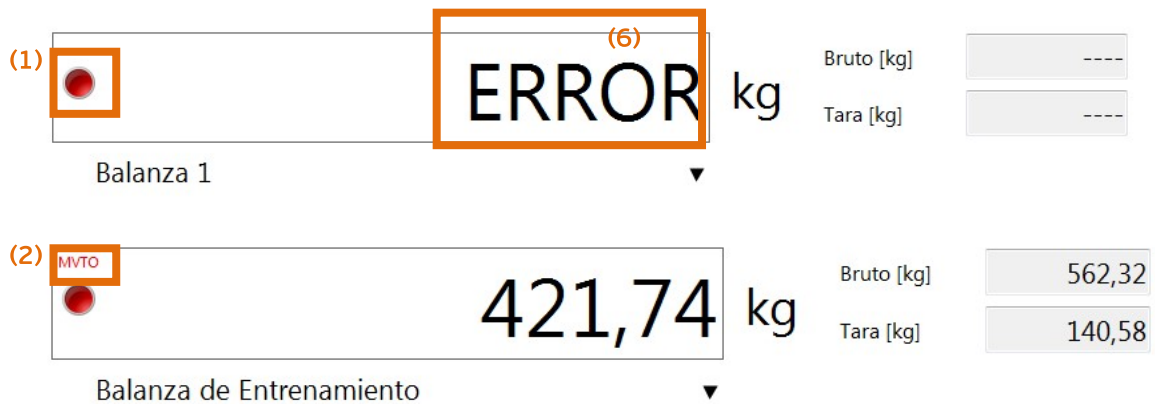 (1)
(6)
ERROR kg
Bruto [kg] ----
Tara [kg] ----
Balanza 1 ▼
(2)
MVTO
421,74 kg
Bruto [kg] 562,32
Tara [kg] 140,58
Balanza de Entrenamiento ▼